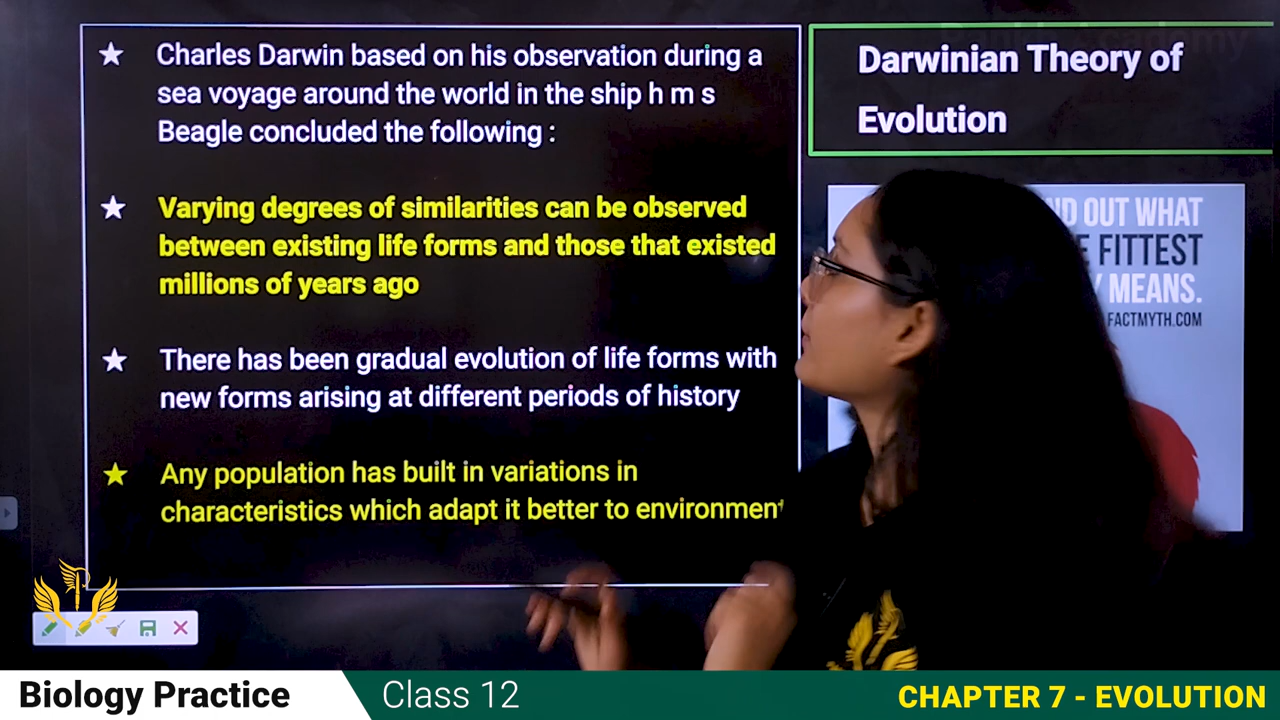 Charles Darwin based on his observation during a
sea voyage around the world in the ship h m s
Beagle concluded the following :
Varying degrees of similarities can be observed
between existing life forms and those that existed
millions of years ago
There has been gradual evolution of life forms with
new forms arising at different periods of history
Any population has built in variations in
characteristics which adapt it better to environment
Darwinian Theory of
Evolution
OUT WHAT
FITTEST
MEANS.
FACTMYTH.COM
Biology Practice
Class 12
CHAPTER 7 - EVOLUTION